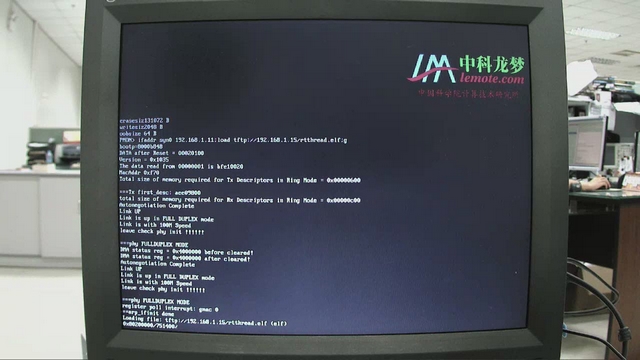 中科龙梦
lemote.com
中国科学院计算技术研究所
erasesiz131072 B
writesiz2048 B
oobsize 64 B
PMON> ifaddr syn0 192.168.1.11;load tftp://192.168.1.15/rtthread.elf;g
bootp=8006b848
DATA after Reset = 00020100
Version = 0x1035
The data read from 00000001 is bfe10020
MacAddr 0xf70
Total size of memory required for Tx Descriptors in Ring Mode = 0x00000600
===Tx first_desc: aee09800
total size of memory required for Rx Descriptors in Ring Mode = 0x00000c00
Autonegotiation Complete
Link UP
Link is up in FULL DUPLEX mode
Link is with 100M Speed
leave check phy init !!!!!!
===phy FULLDUPLEX MODE
DMA status reg = 0x4000000 before cleared!
DMA status reg = 0x4000000 after cleared!
Autonegotiation Complete
Link UP
Link is up in FULL DUPLEX mode
Link is with 100M Speed
leave check phy init !!!!!!
===phy FULLDUPLEX MODE
register poll interrupt: gmac 0
==arp_ifinit done
Loading file: tftp://192.168.1.15/rtthread.elf (elf)
0x80200000/751400/